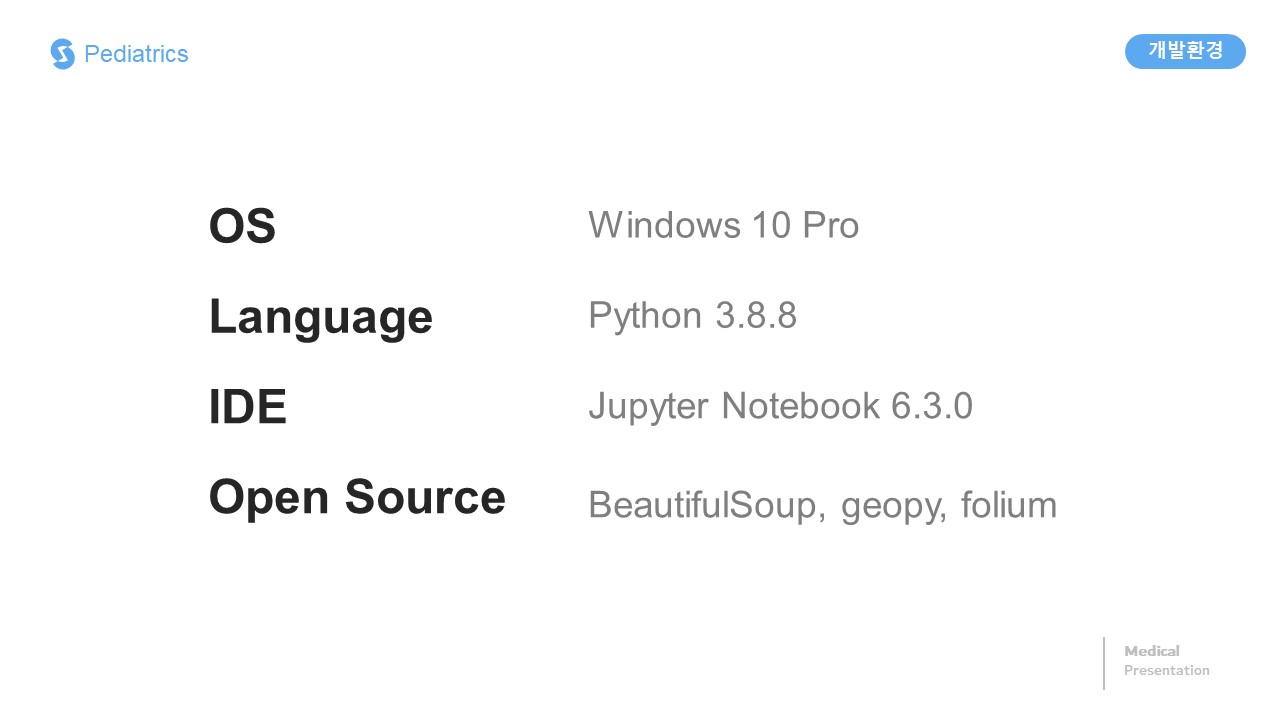 Pediatrics
개발환경
OS
Windows 10 Pro
Language
Python 3.8.8
IDE
Jupyter Notebook 6.3.0
Open Source
BeautifulSoup, geopy, folium
Medical
Presentation